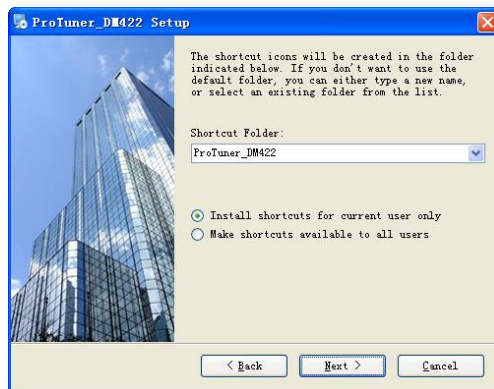 ProTuner_DM422 Setup
The shortcut icons will be created in the folder
indicated below. If you don't want to use the
default folder, you can either type a new name,
or select an existing folder from the list.
Shortcut Folder:
ProTuner_DM422
Install shortcuts for current user only
Make shortcuts available to all users
< Back
Next >
Cancel